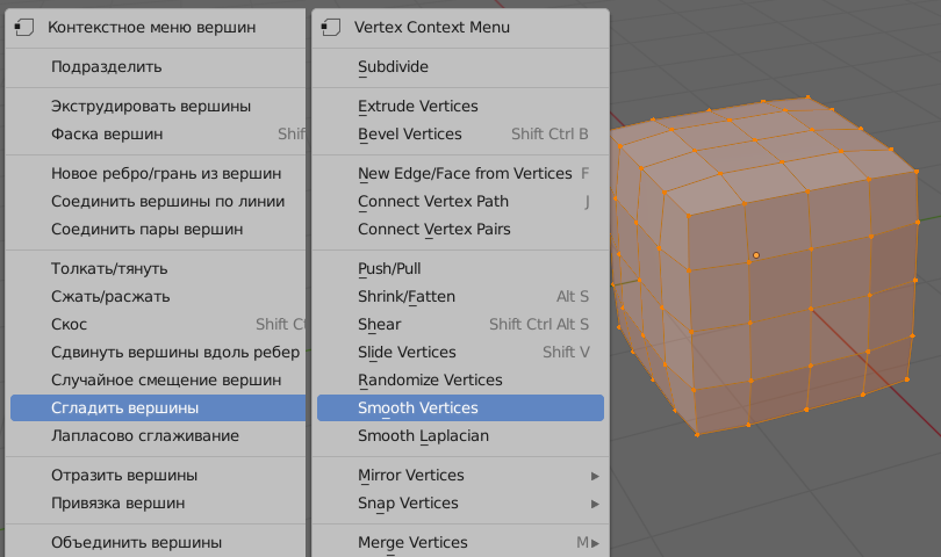 Контекстное меню вершин
Подразделить
Экструдировать вершины
Фаска вершин Shif
Новое ребро/грань из вершин
Соединить вершины по линии
Соединить пары вершин
Толкать/тянуть
Сжать/расжать
Скос Shift Ct
Сдвинуть вершины вдоль ребер
Случайное смещение вершин
Сгладить вершины
Лапласово сглаживание
Отразить вершины
Привязка вершин
Объединить вершины
Vertex Context Menu
Subdivide
Extrude Vertices
Bevel Vertices Shift Ctrl B
New Edge/Face from Vertices F
Connect Vertex Path J
Connect Vertex Pairs
Push/Pull
Shrink/Fatten Alt S
Shear Shift Ctrl Alt S
Slide Vertices Shift V
Randomize Vertices
Smooth Vertices
Smooth Laplacian
Mirror Vertices
Snap Vertices
Merge Vertices M